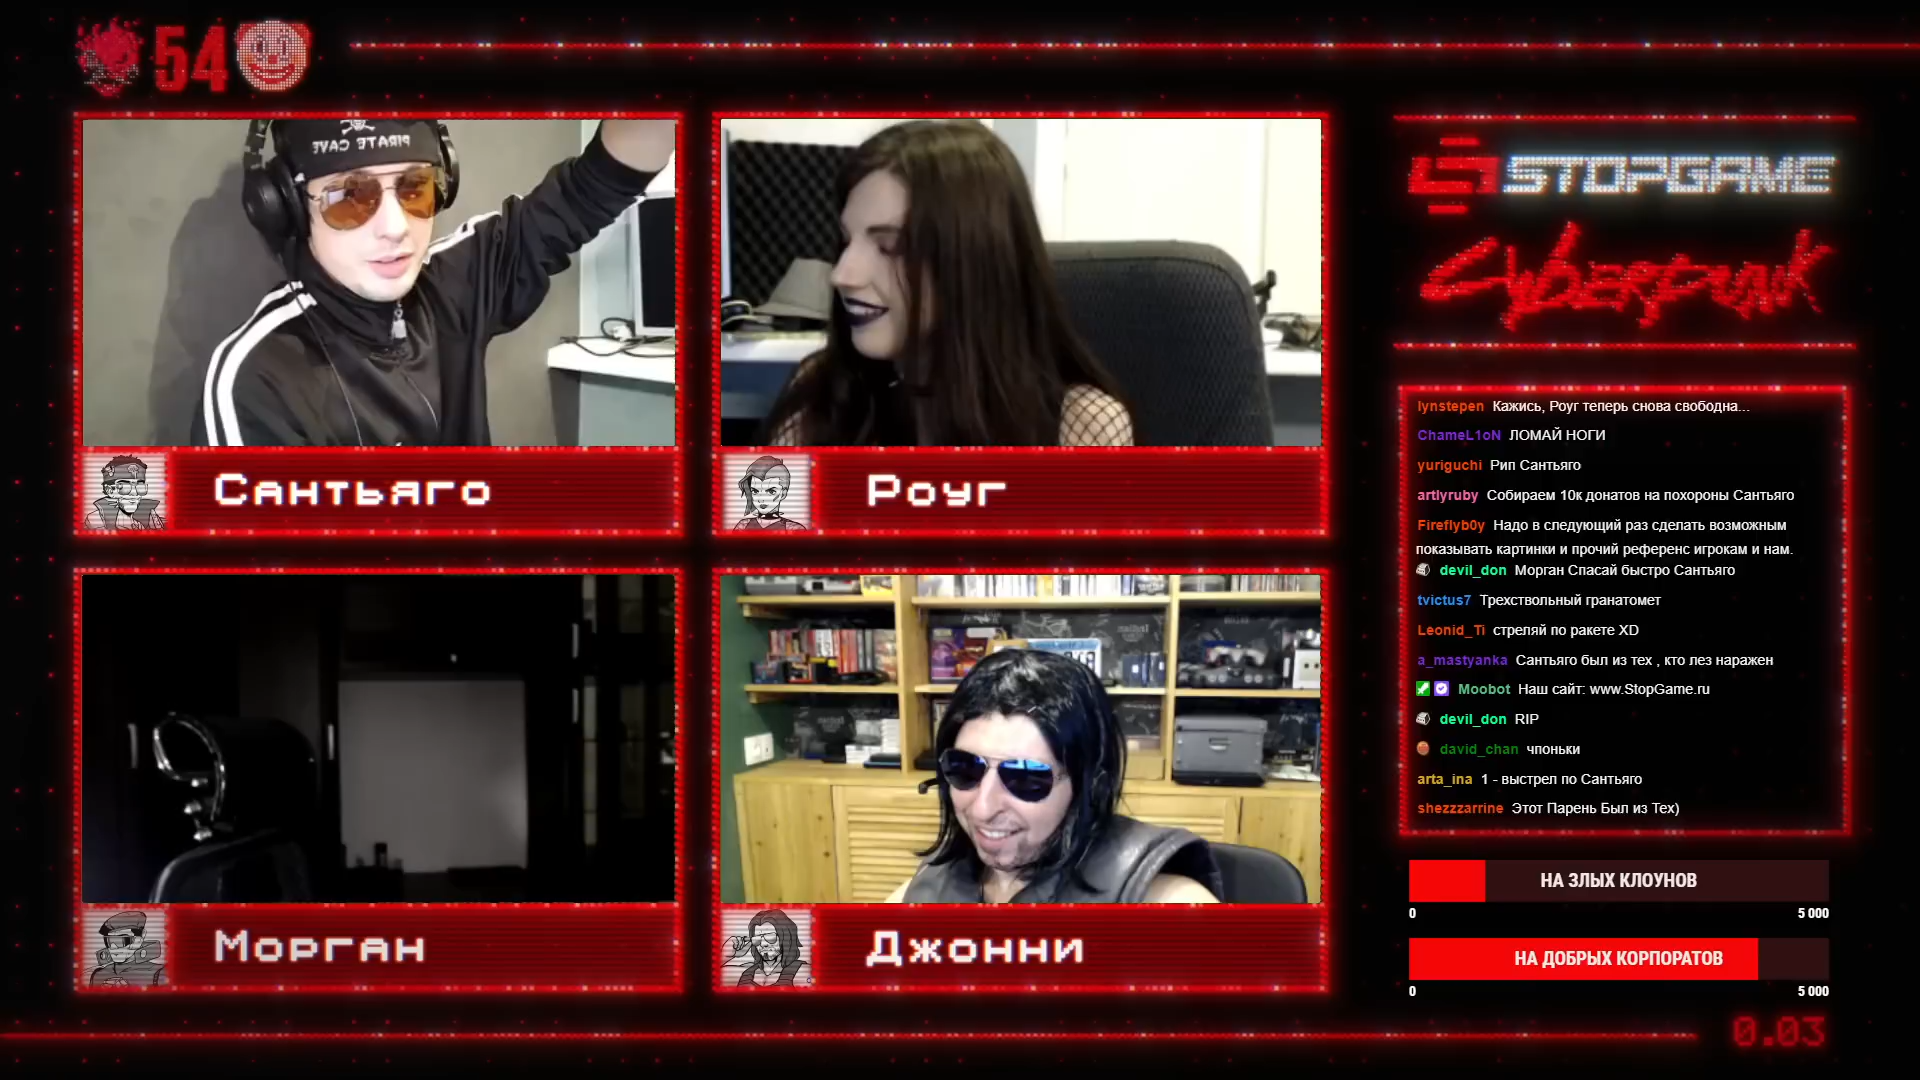 54
PIRATE CAVE
STOPGAME
Cyberpunk
Сантьяго
Роуг
Морган
Джонни
lynstepen Кажись, Роуг теперь снова свободна...
ChameL1oN ЛОМАЙ НОГИ
yuriguchi Рип Сантьяго
artlyruby Собираем 10к донатов на похороны Сантьяго
Fireflyb0y Надо в следующий раз сделать возможным
показывать картинки и прочий референс игрокам и нам.
devil_don Морган Спасай быстро Сантьяго
tvictus7 Трехствольный гранатомет
Leonid_Ti стреляй по ракете XD
a_mastyanka Сантьяго был из тех , кто лез наражен
Moobot Наш сайт: www.StopGame.ru
devil_don RIP
david_chan чпоньки
arta_ina 1 - выстрел по Сантьяго
shezzzarrine Этот Парень Был из Тех)
НА ЗЛЫХ КЛОУНОВ
0 5 000
НА ДОБРЫХ КОРПОРАТОВ
0 5 000
0.03